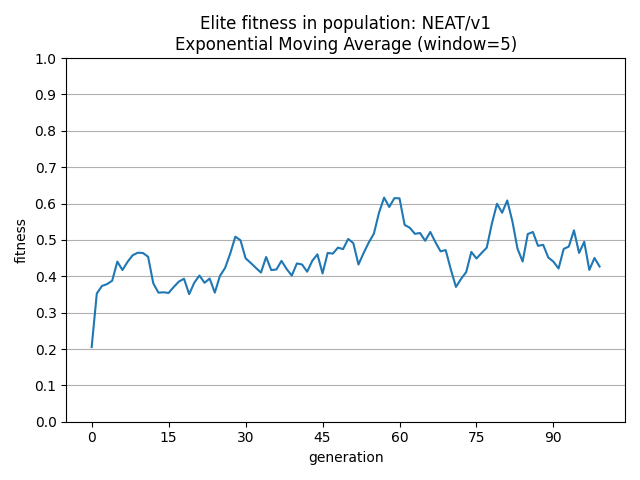 Elite fitness in population: NEAT/v1
Exponential Moving Average (window=5)
1.0
0.9
0.8
0.7
0.6
0.5
0.4
0.3
0.2
0.1
0.0
fitness
0 15 30 45 60 75 90
generation